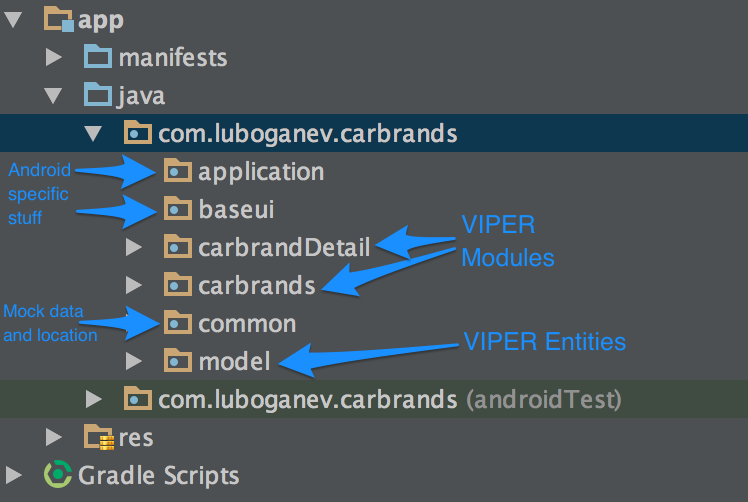 app
manifests
java
com.luboganev.carbrands
Android
specific
stuff
application
baseui
VIPER
Modules
carbrandDetail
carbrands
Mock data
and location
common
model
VIPER Entities
com.luboganev.carbrands (androidTest)
res
Gradle Scripts